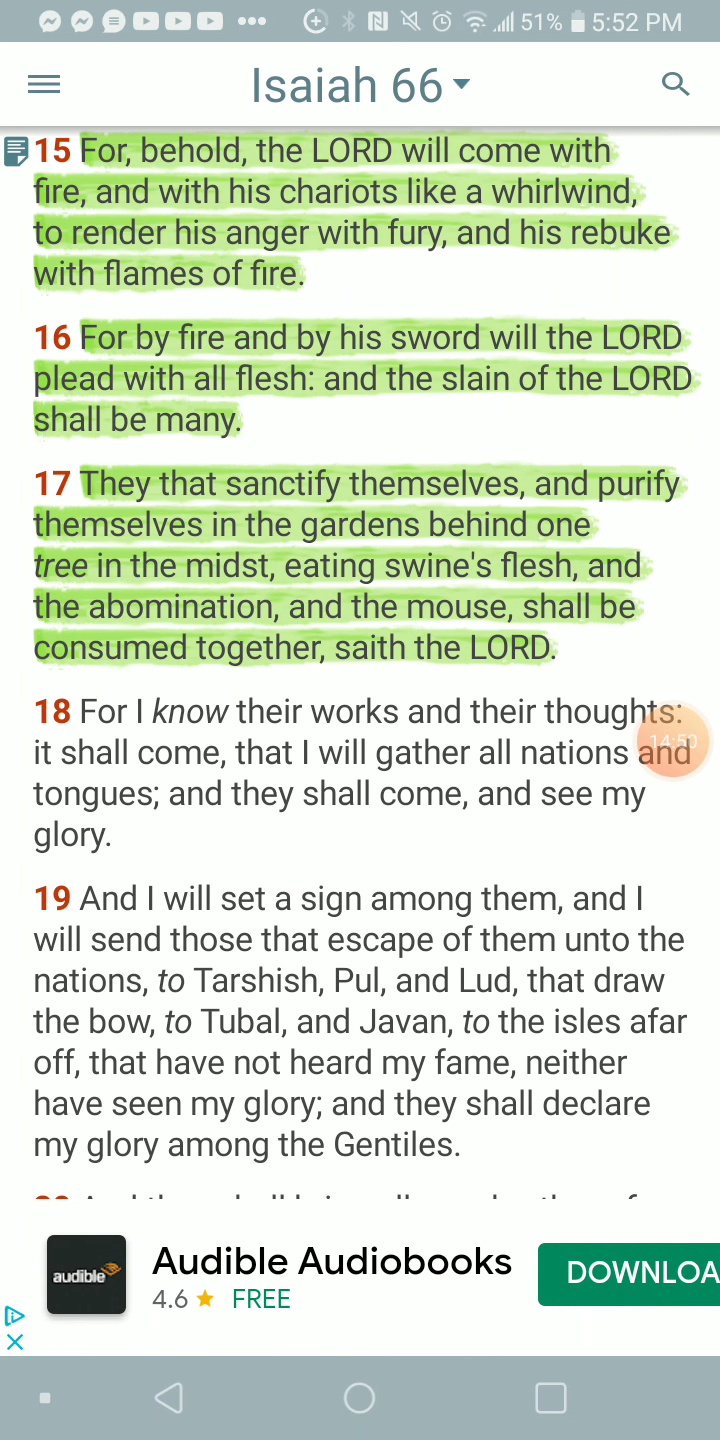 51% 5:52 PM
Isaiah 66
15 For, behold, the LORD will come with
fire, and with his chariots like a whirlwind,
to render his anger with fury, and his rebuke
with flames of fire.
16 For by fire and by his sword will the LORD
plead with all flesh: and the slain of the LORD
shall be many.
17 They that sanctify themselves, and purify
themselves in the gardens behind one
tree in the midst, eating swine's flesh, and
the abomination, and the mouse, shall be
consumed together, saith the LORD.
18 For I know their works and their thoughts:
it shall come, that I will gather all nations and
tongues; and they shall come, and see my
glory.
14:50
19 And I will set a sign among them, and I
will send those that escape of them unto the
nations, to Tarshish, Pul, and Lud, that draw
the bow, to Tubal, and Javan, to the isles afar
off, that have not heard my fame, neither
have seen my glory; and they shall declare
my glory among the Gentiles.
audible
Audible Audiobooks
4.6 ★ FREE
DOWNLOA